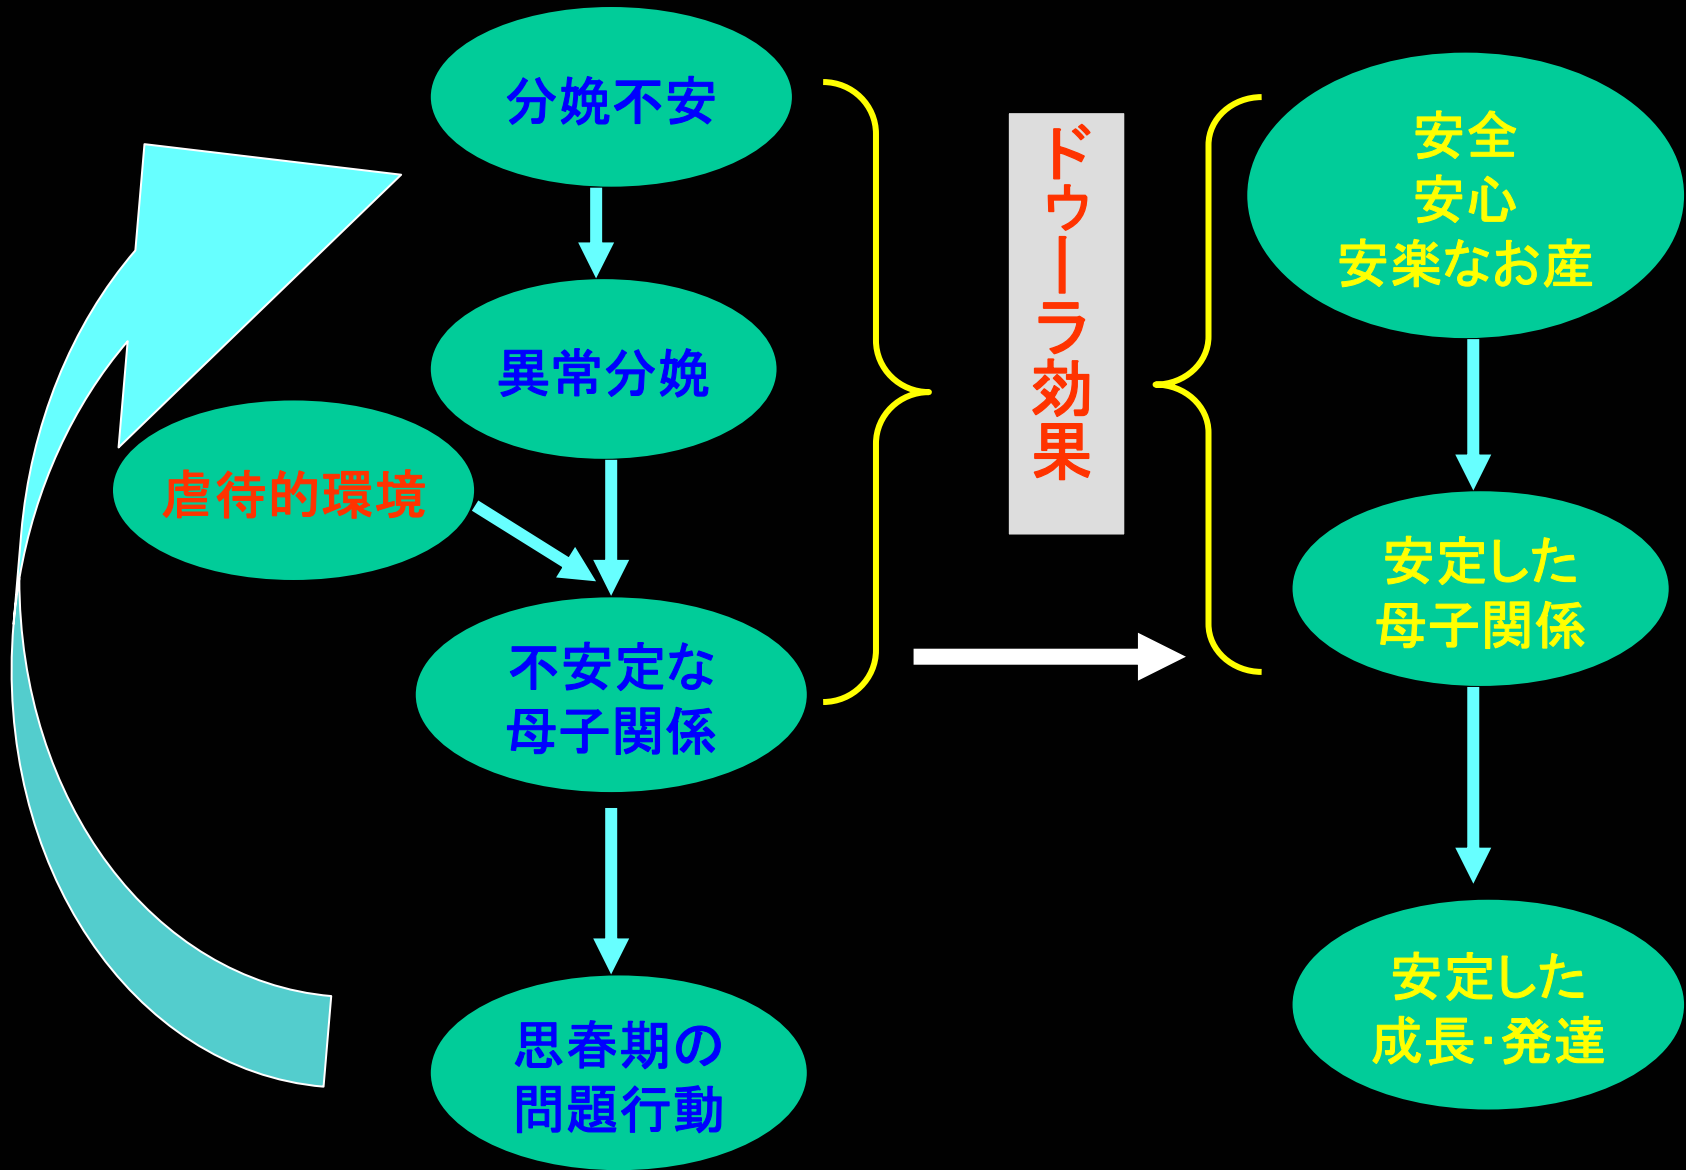 分娩不安
異常分娩
虐待的環境
不安定な
母子関係
思春期の
問題行動
ドゥーラ効果
安全
安心
安楽なお産
安定した
母子関係
安定した
成長・発達